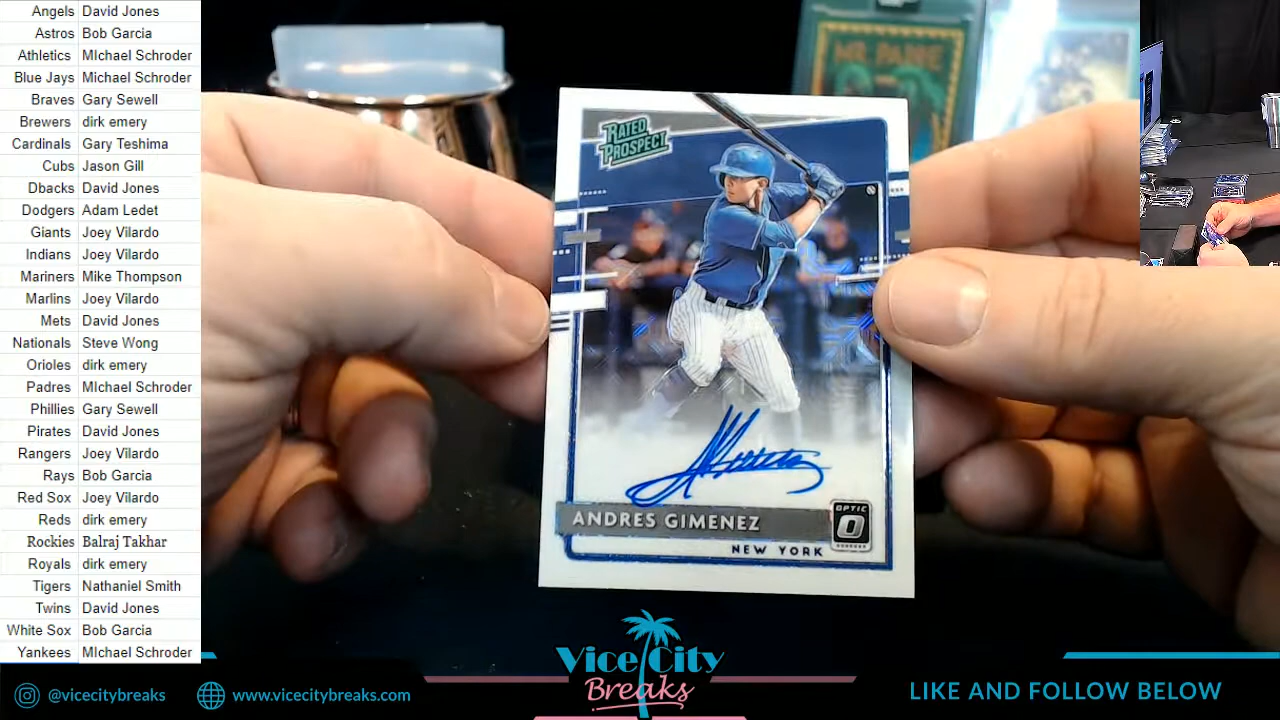 Angels David Jones
Astros Bob Garcia
Athletics MIchael Schroder
Blue Jays Michael Schroder
Braves Gary Sewell
Brewers dirk emery
Cardinals Gary Teshima
Cubs Jason Gill
Dbacks David Jones
Dodgers Adam Ledet
Giants Joey Vilardo
Indians Joey Vilardo
Mariners Mike Thompson
Marlins Joey Vilardo
Mets David Jones
Nationals Steve Wong
Orioles dirk emery
Padres MIchael Schroder
Phillies Gary Sewell
Pirates David Jones
Rangers Joey Vilardo
Rays Bob Garcia
Red Sox Joey Vilardo
Reds dirk emery
Rockies Balraj Takhar
Royals dirk emery
Tigers Nathaniel Smith
Twins David Jones
White Sox Bob Garcia
Yankees MIchael Schroder
RATED
PROSPECT
ANDRES GIMENEZ
NEW YORK
OPTIC
O
Vice City
Breaks
@vicecitybreaks
www.vicecitybreaks.com
LIKE AND FOLLOW BELOW